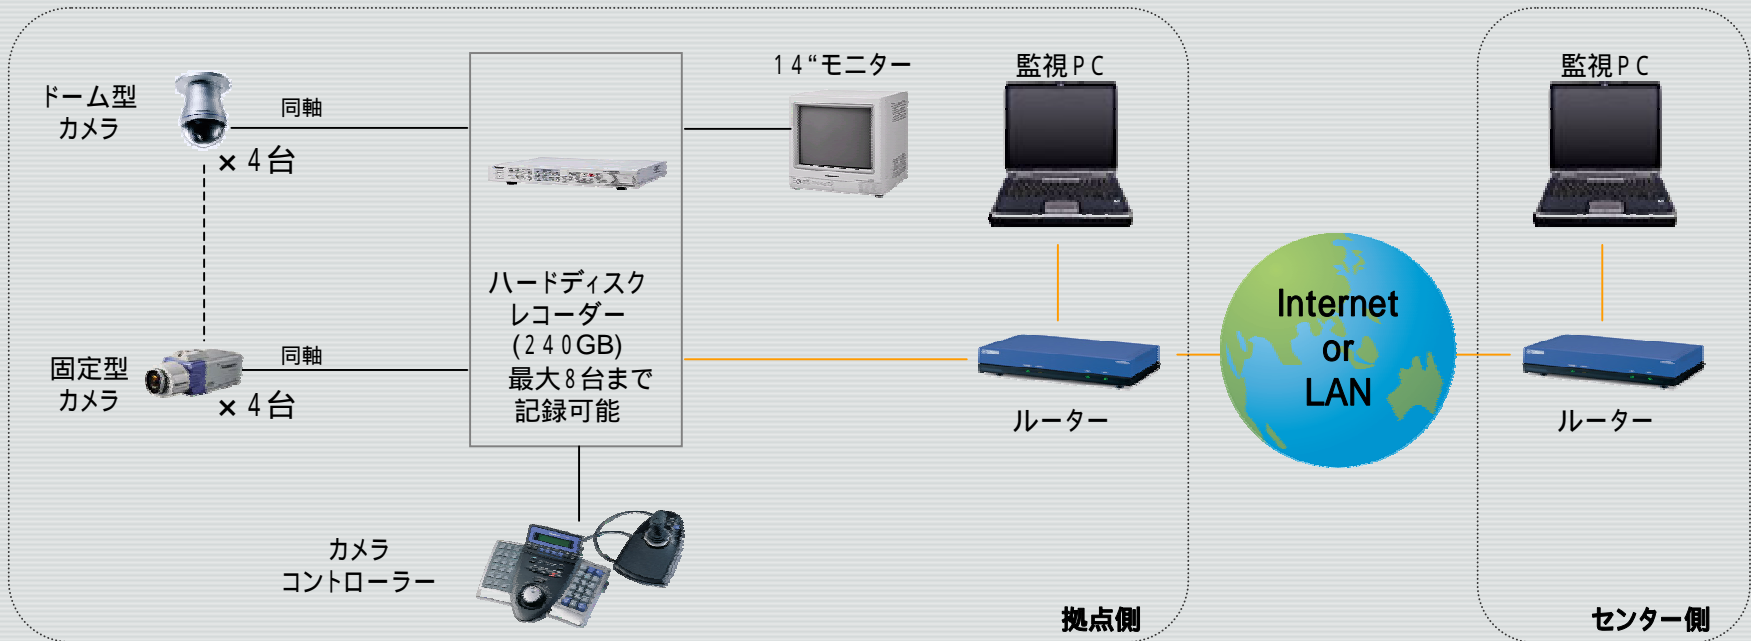 ドーム型
カメラ
同軸
× 4台
固定型
カメラ
同軸
× 4台
ハードディスク
レコーダー
(240GB)
最大8台まで
記録可能
カメラ
コントローラー
14“モニター
監視PC
ルーター
拠点側
Internet
or
LAN
監視PC
ルーター
センター側